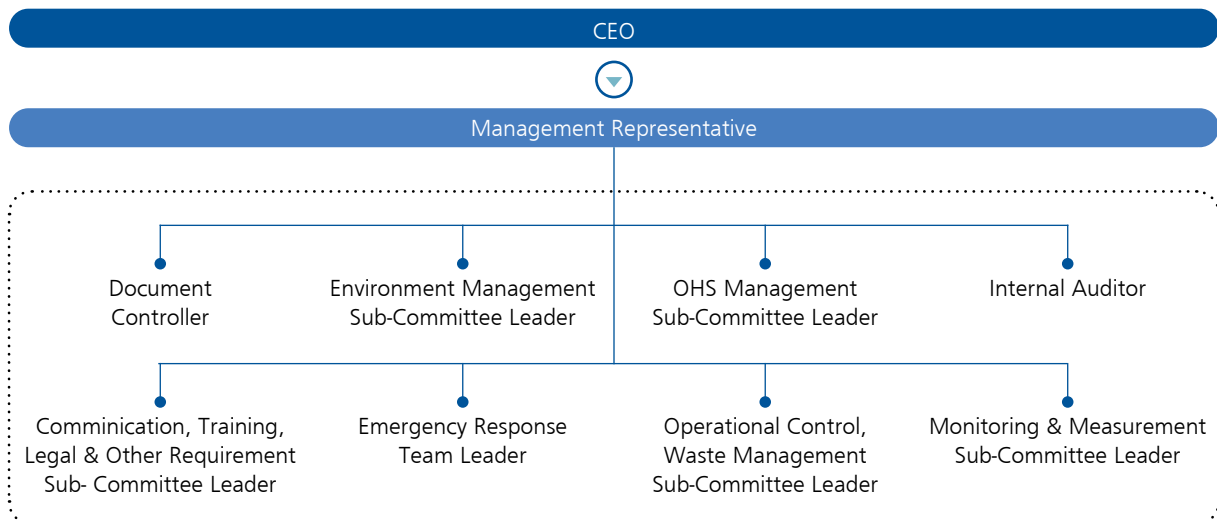 CEO
Management Representative
Document
Controller
Environment Management
Sub-Committee Leader
OHS Management
Sub-Committee Leader
Internal Auditor
Comminication, Training,
Legal & Other Requirement
Sub- Committee Leader
Emergency Response
Team Leader
Operational Control,
Waste Management
Sub-Committee Leader
Monitoring & Measurement
Sub-Committee Leader